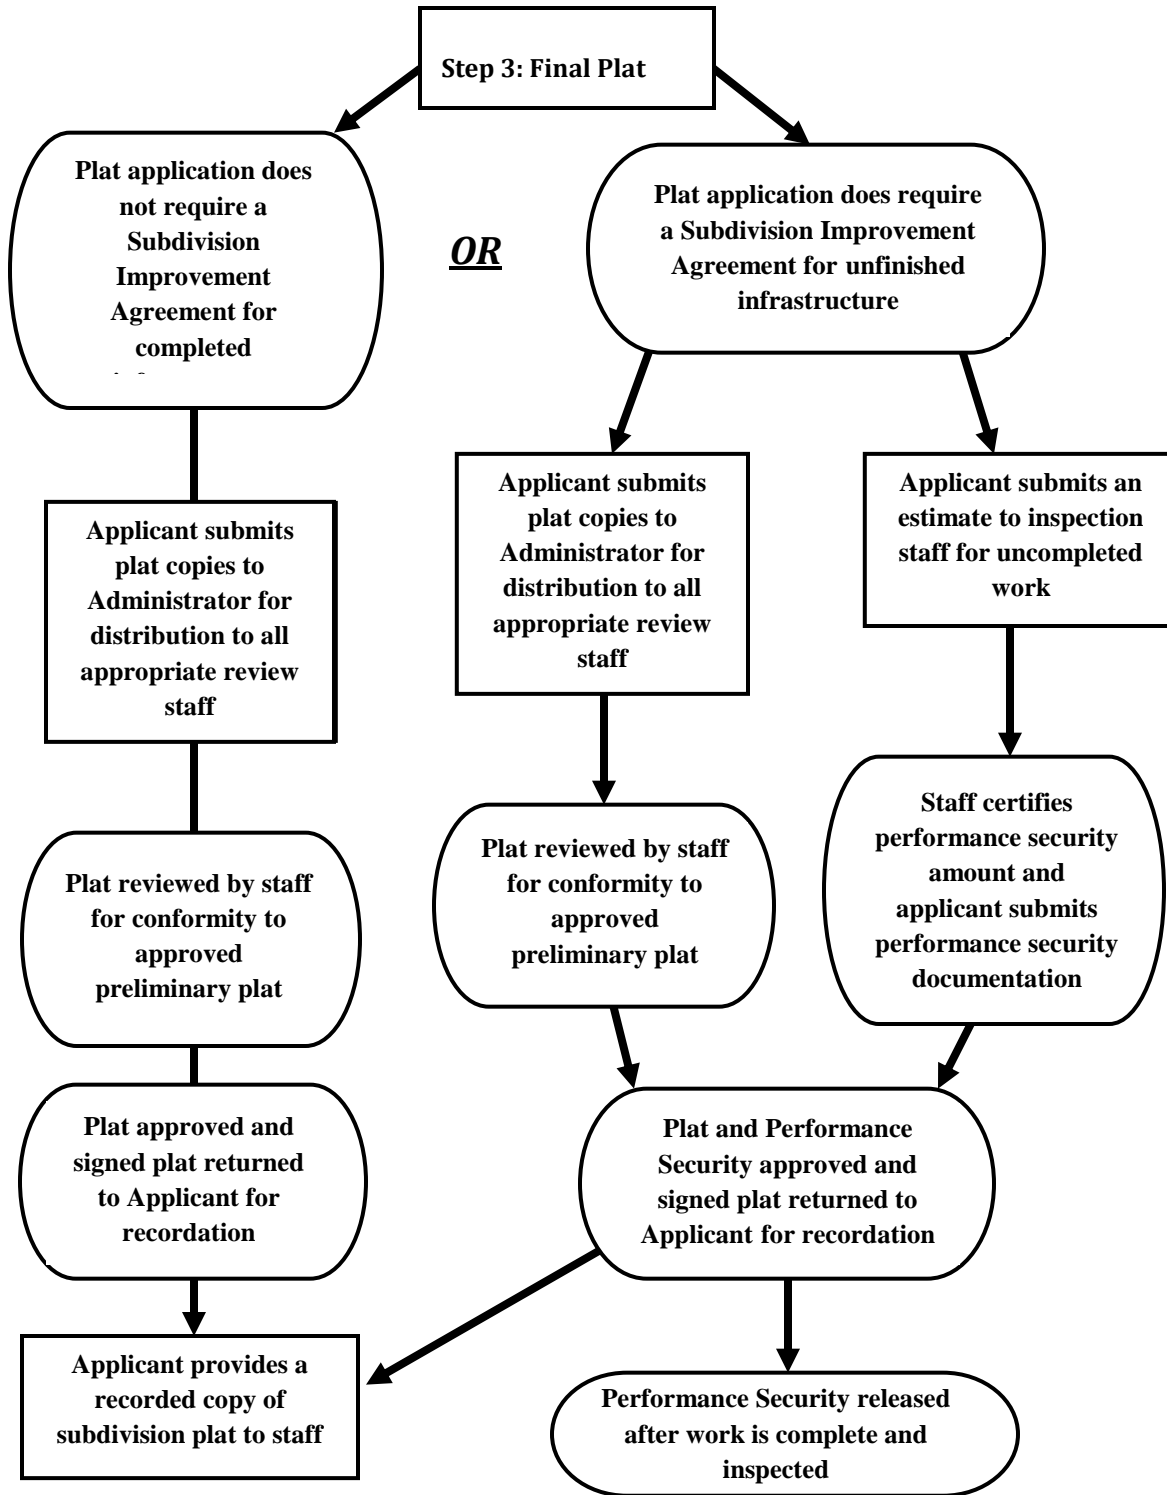 Step 3: Final Plat
Plat application does
not require a
Subdivision
Improvement
Agreement for
completed
OR
Plat application does require
a Subdivision Improvement
Agreement for unfinished
infrastructure
Applicant submits
plat copies to
Administrator for
distribution to all
appropriate review
staff
Applicant submits
plat copies to
Administrator for
distribution to all
appropriate review
staff
Applicant submits an
estimate to inspection
staff for uncompleted
work
Plat reviewed by staff
for conformity to
approved
preliminary plat
Plat reviewed by staff
for conformity to
approved
preliminary plat
Staff certifies
performance security
amount and
applicant submits
performance security
documentation
Plat approved and
signed plat returned
to Applicant for
recordation
Plat and Performance
Security approved and
signed plat returned to
Applicant for recordation
Applicant provides a
recorded copy of
subdivision plat to staff
Performance Security released
after work is complete and
inspected